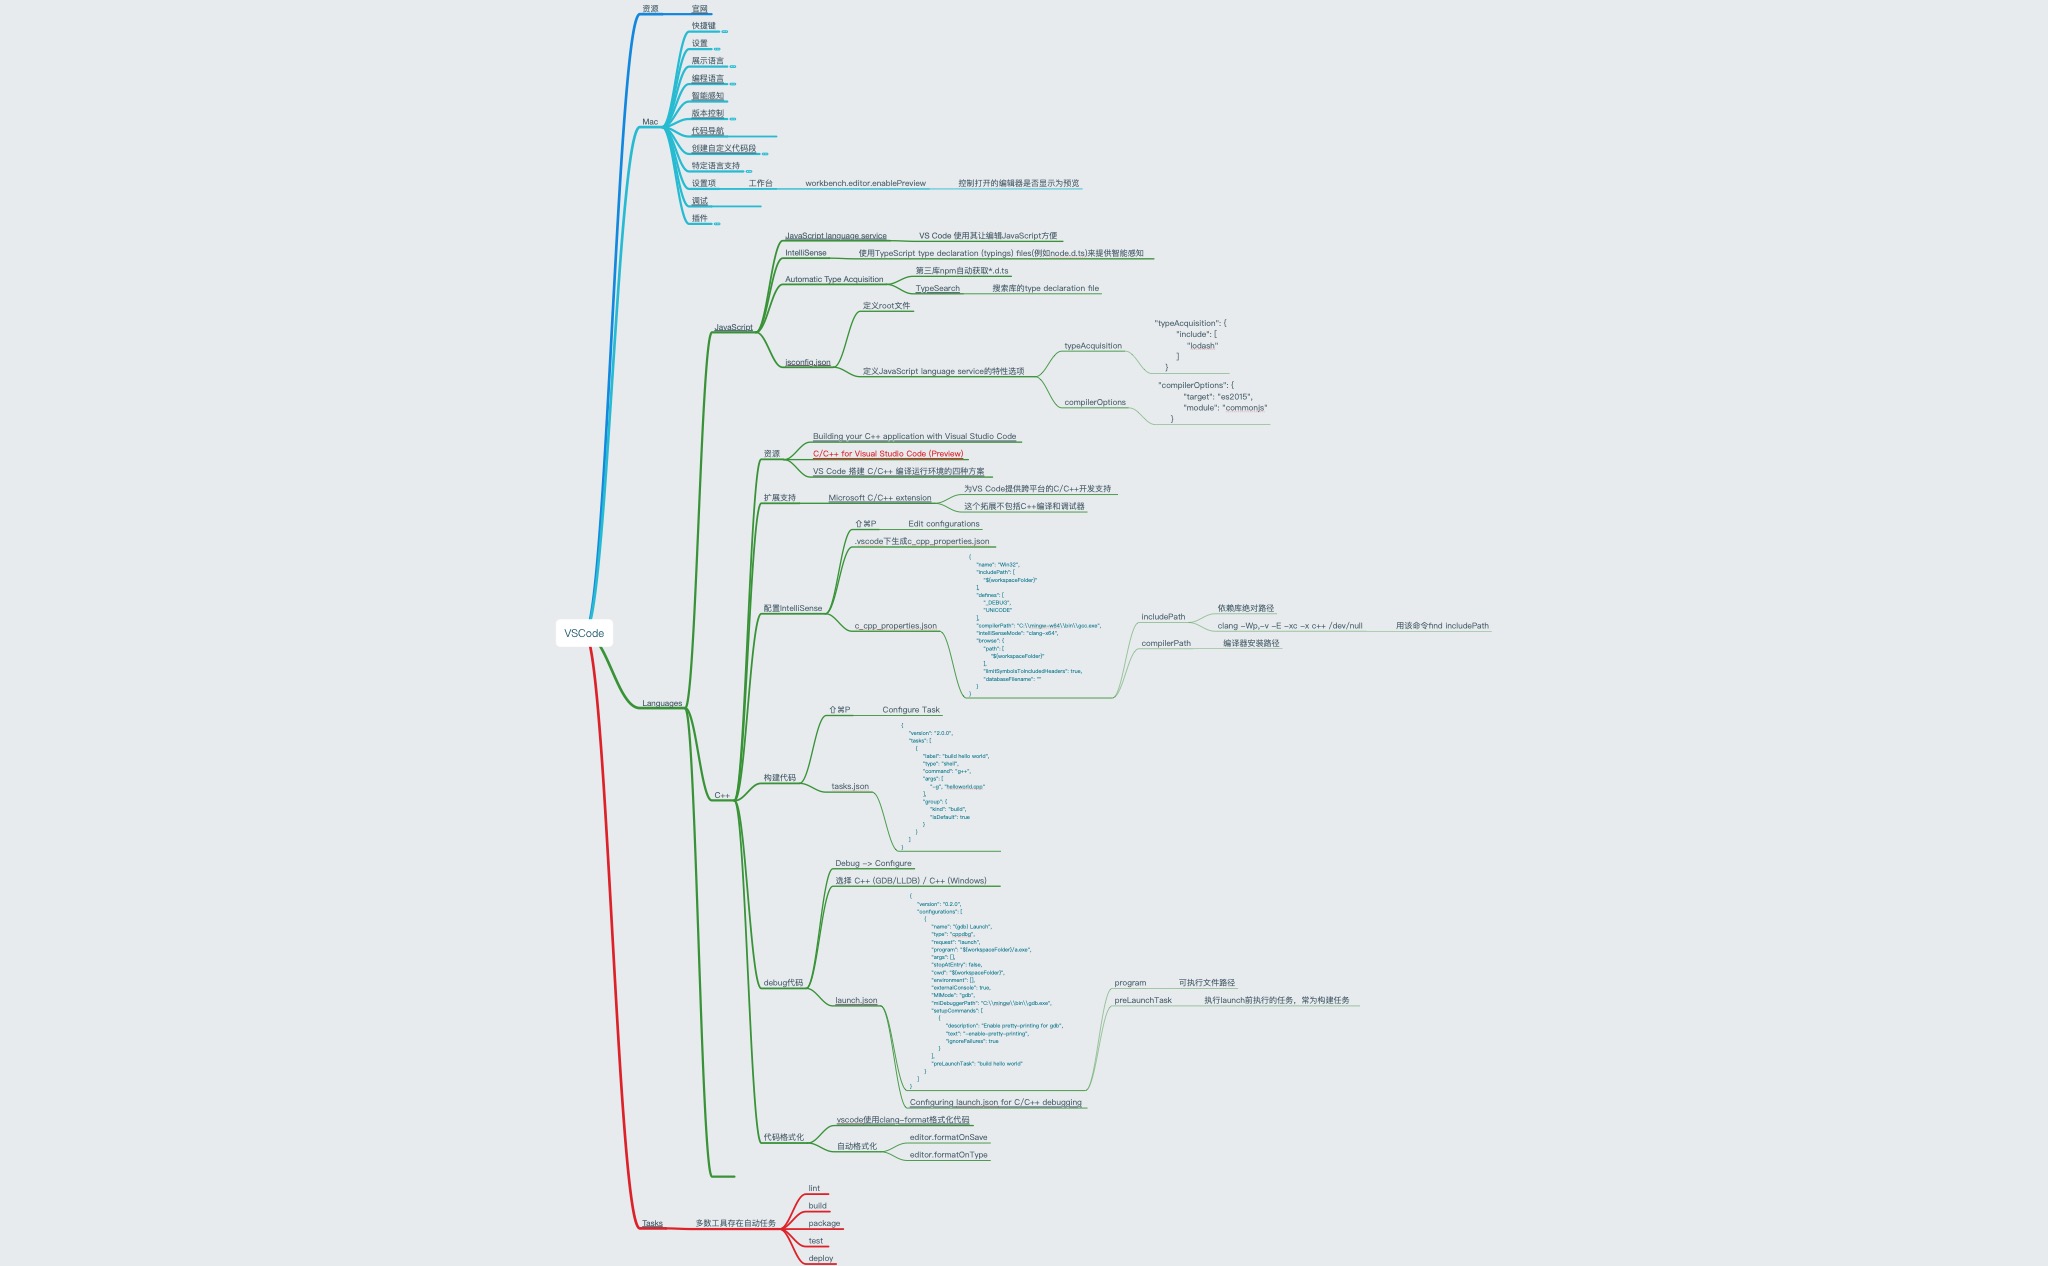 VSCode
资源
官网
Mac
快捷键
设置
展示语言
编程语言
智能感知
版本控制
代码导航
创建自定义代码段
特定语言支持
设置项
工作台
workbench.editor.enablePreview
控制打开的编辑器是否显示为预览
调试
插件
Languages
JavaScript
JavaScript language service
VS Code 使用其让编辑JavaScript方便
IntelliSense
使用TypeScript type declaration (typings) files(例如node.d.ts)来提供智能感知
Automatic Type Acquisition
第三库npm自动获取*.d.ts
TypeSearch
搜索库的type declaration file
jsconfig.json
定义root文件
定义JavaScript language service的特性选项
typeAcquisition
"typeAcquisition": {
"include": [
"lodash"
]
}
compilerOptions
"compilerOptions": {
"target": "es2015",
"module": "commonjs"
}
C++
资源
Building your C++ application with Visual Studio Code
C/C++ for Visual Studio Code (Preview)
VS Code 搭建 C/C++ 编译运行环境的四种方案
扩展支持
Microsoft C/C++ extension
为VS Code提供跨平台的C/C++开发支持
这个拓展不包括C++编译和调试器
配置IntelliSense
⇧⌘P
Edit configurations
.vscode下生成c_cpp_properties.json
c_cpp_properties.json
{
"name": "Win32",
"includePath": [
"${workspaceFolder}"
],
"defines": [
"_DEBUG",
"UNICODE"
],
"compilerPath": "C:\\mingw-w64\\bin\\gcc.exe",
"intelliSenseMode": "clang-x64",
"browse": {
"path": [
"${workspaceFolder}"
],
"limitSymbolsToIncludedHeaders": true,
"databaseFilename": ""
}
}
includePath
依赖库绝对路径
clang -Wp,-v -E -xc -x c++ /dev/null
用该命令find includePath
compilerPath
编译器安装路径
构建代码
⇧⌘P
Configure Task
tasks.json
{
"version": "2.0.0",
"tasks": [
{
"label": "build hello world",
"type": "shell",
"command": "g++",
"args": [
"-g", "helloworld.cpp"
],
"group": {
"kind": "build",
"isDefault": true
}
}
]
}
debug代码
Debug -> Configure
选择 C++ (GDB/LLDB) / C++ (Windows)
launch.json
{
"version": "0.2.0",
"configurations": [
{
"name": "(gdb) Launch",
"type": "cppdbg",
"request": "launch",
"program": "${workspaceFolder}/a.exe",
"args": [],
"stopAtEntry": false,
"cwd": "${workspaceFolder}",
"environment": [],
"externalConsole": true,
"MIMode": "gdb",
"miDebuggerPath": "C:\\mingw\\bin\\gdb.exe",
"setupCommands": [
{
"description": "Enable pretty-printing for gdb",
"text": "-enable-pretty-printing",
"ignoreFailures": true
}
],
"preLaunchTask": "build hello world"
}
]
}
program
可执行文件路径
preLaunchTask
执行launch前执行的任务，常为构建任务
Configuring launch.json for C/C++ debugging
代码格式化
vscode使用clang-format格式化代码
自动格式化
editor.formatOnSave
editor.formatOnType
Tasks
多数工具存在自动任务
lint
build
package
test
deploy